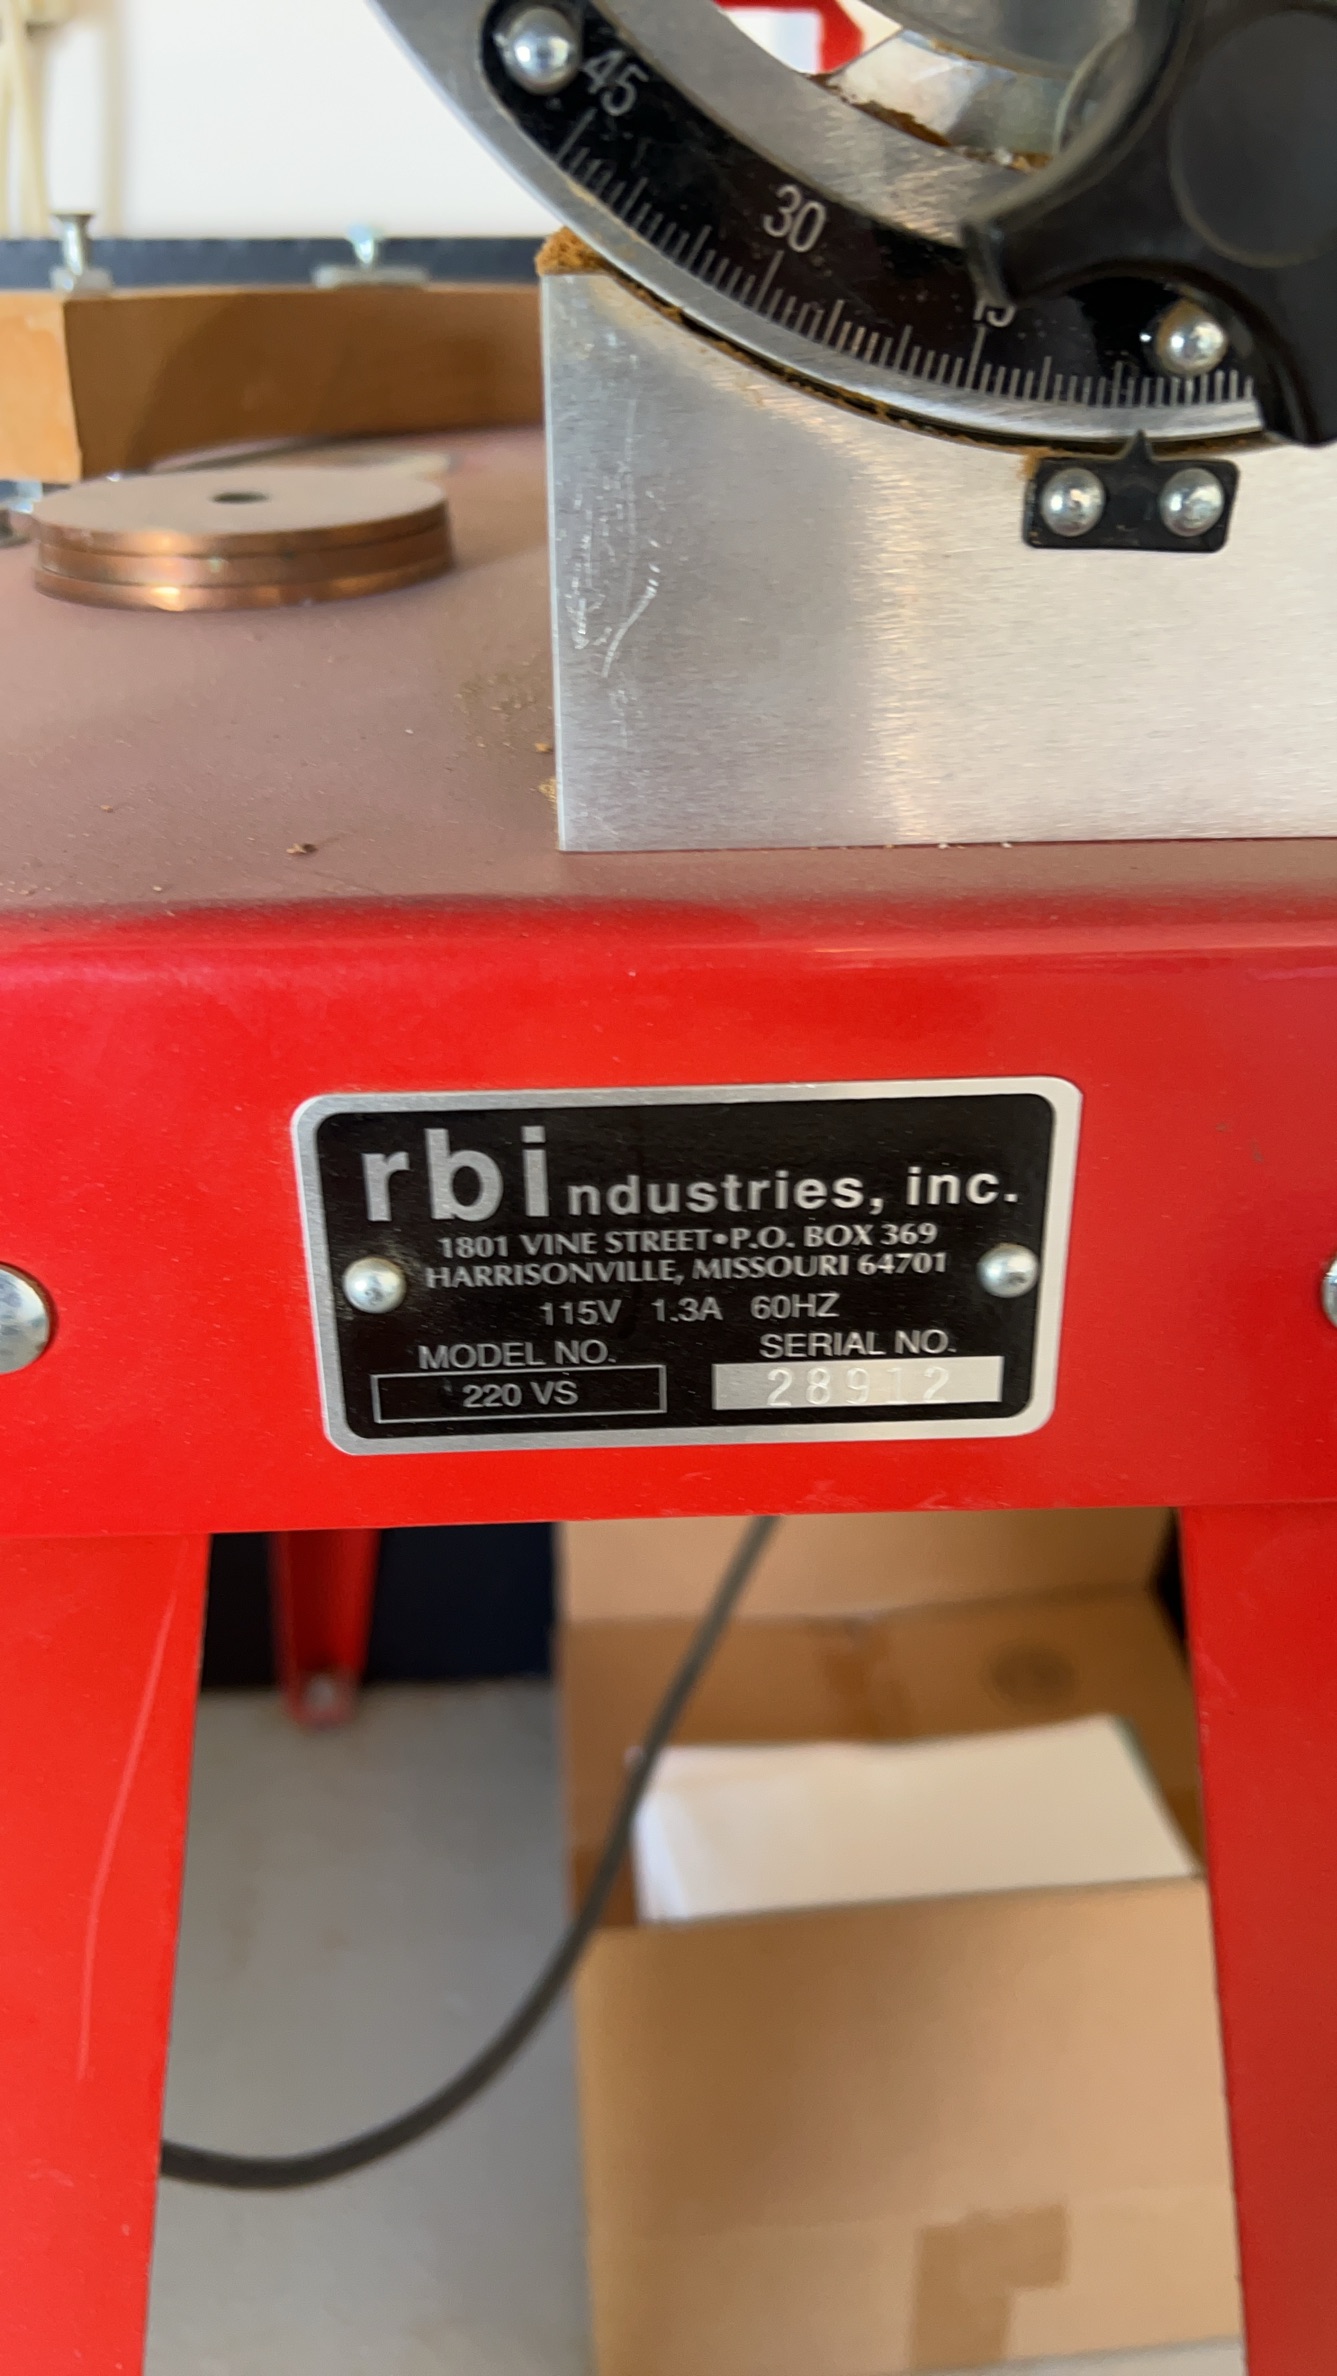 45
30
15
rbindustries, inc.
1801 VINE STREET•P.O. BOX 369
HARRISONVILLE, MISSOURI 64701
115V 1.3A 60HZ
MODEL NO. SERIAL NO.
220 VS 28912